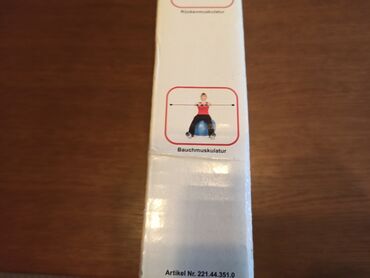 Rückenmuskulatur
Bauchmuskulatur
Artikel Nr. 221.44.351.0